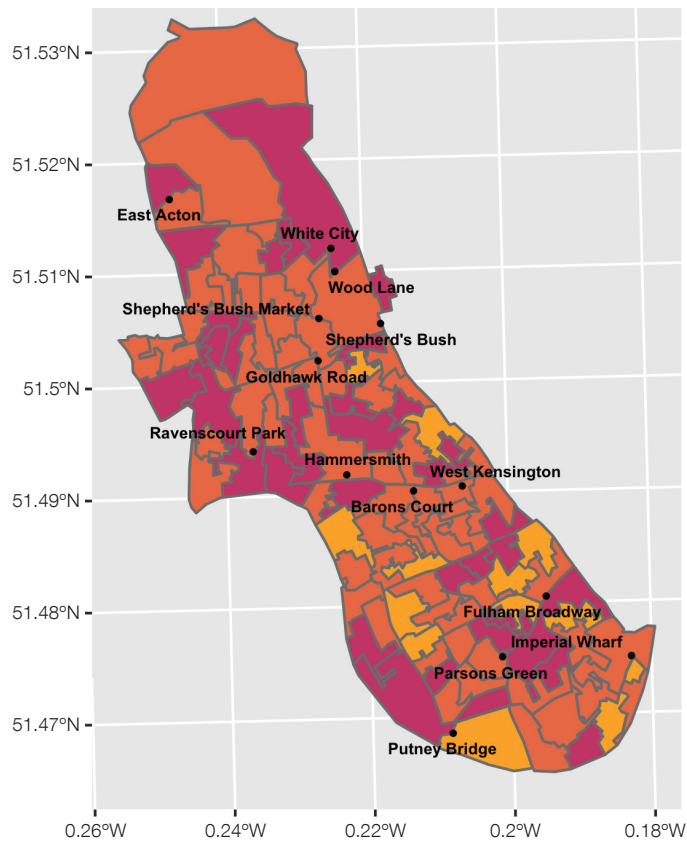 51.53°N
51.52°N
East Acton
White City
51.51°N
Wood Lane
Shepherd's Bush Market
Shepherd's Bush
51.5°N
Goldhawk Road
Ravenscourt Park
Hammersmith
West Kensington
51.49°N
Barons Court
51.48°N
Fulham Broadway
Imperial Wharf
Parsons Green
51.47°N
Putney Bridge
0.26°W
0.24°W
0.22°W
0.2°W
0.18°W